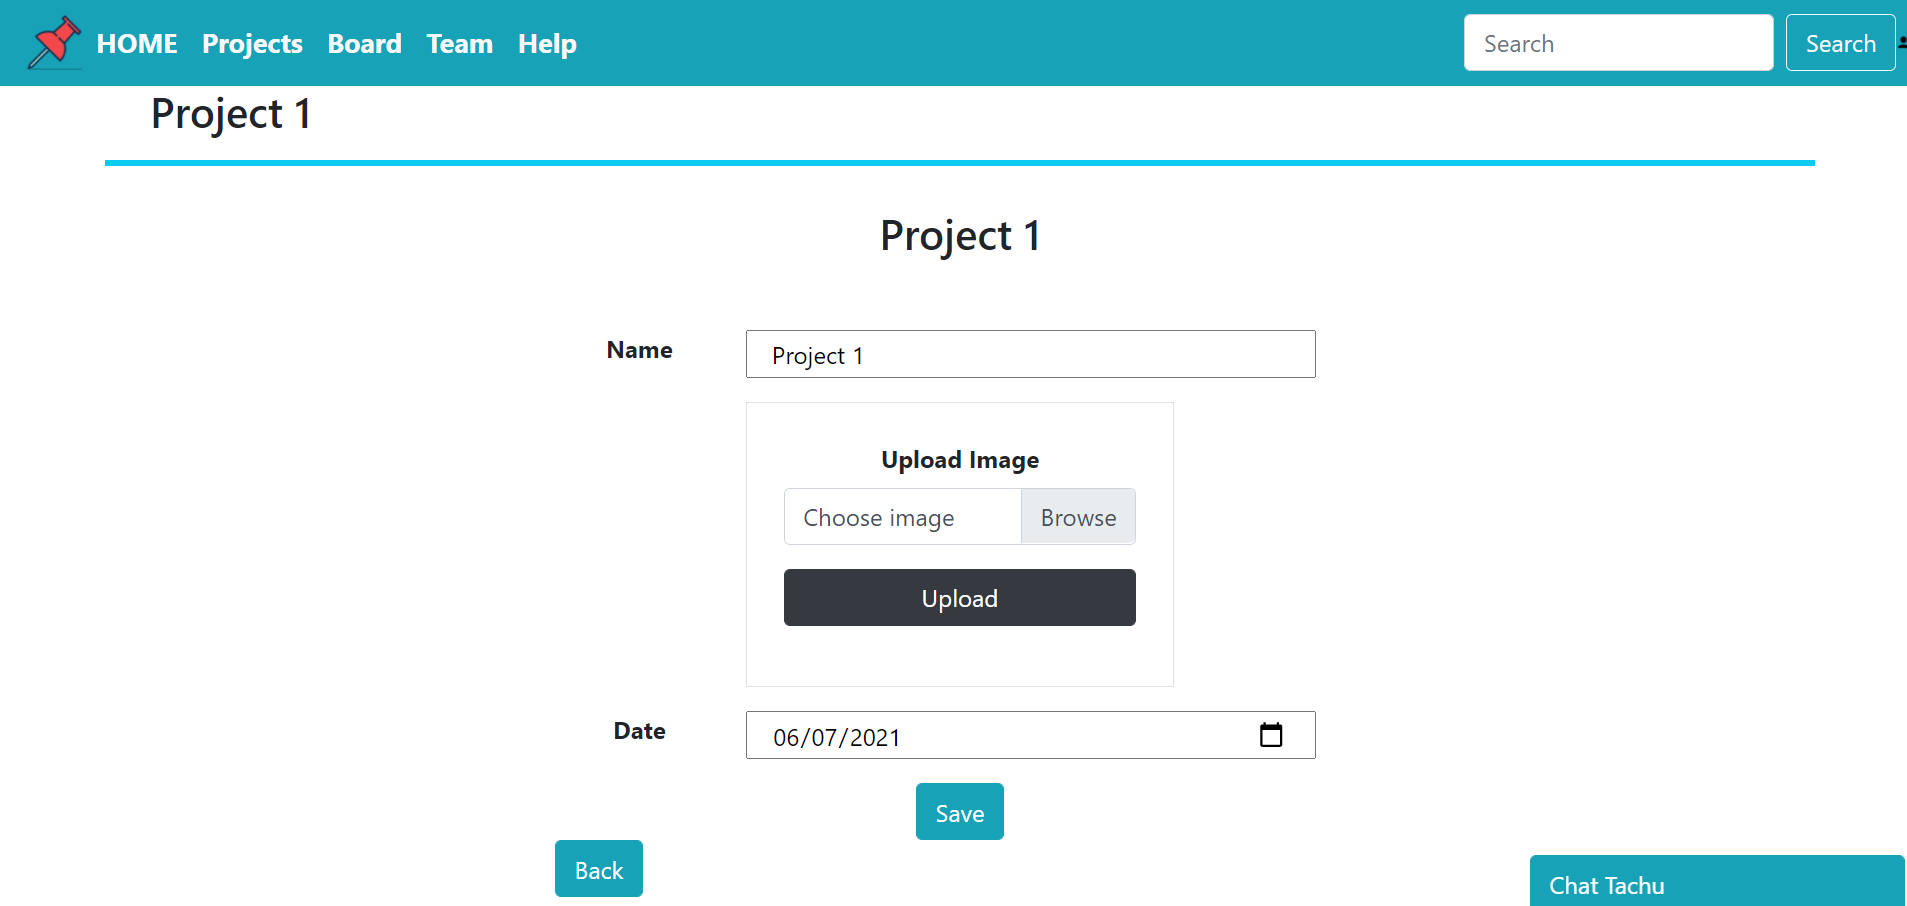 HOME Projects Board Team Help Search Search
Project 1
Project 1
Name Project 1
Upload Image
Choose image Browse
Upload
Date 06/07/2021
Save
Back
Chat Tachu